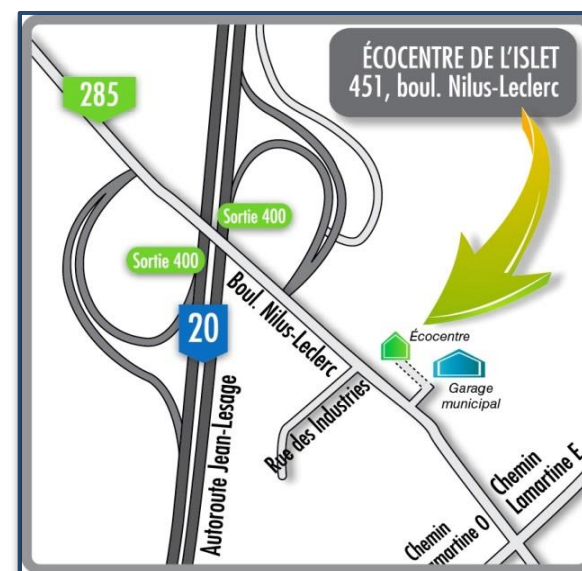 ÉCOCENTRE DE L'ISLET
451, boul. Nilus-Leclerc
285
Sortie 400
Sortie 400
Boul. Nilus-Leclerc
20
Écocentre
Garage
municipal
Rue des Industries
Autoroute Jean-Lesage
Chemin
Lamartine E
Chemin
amartine O